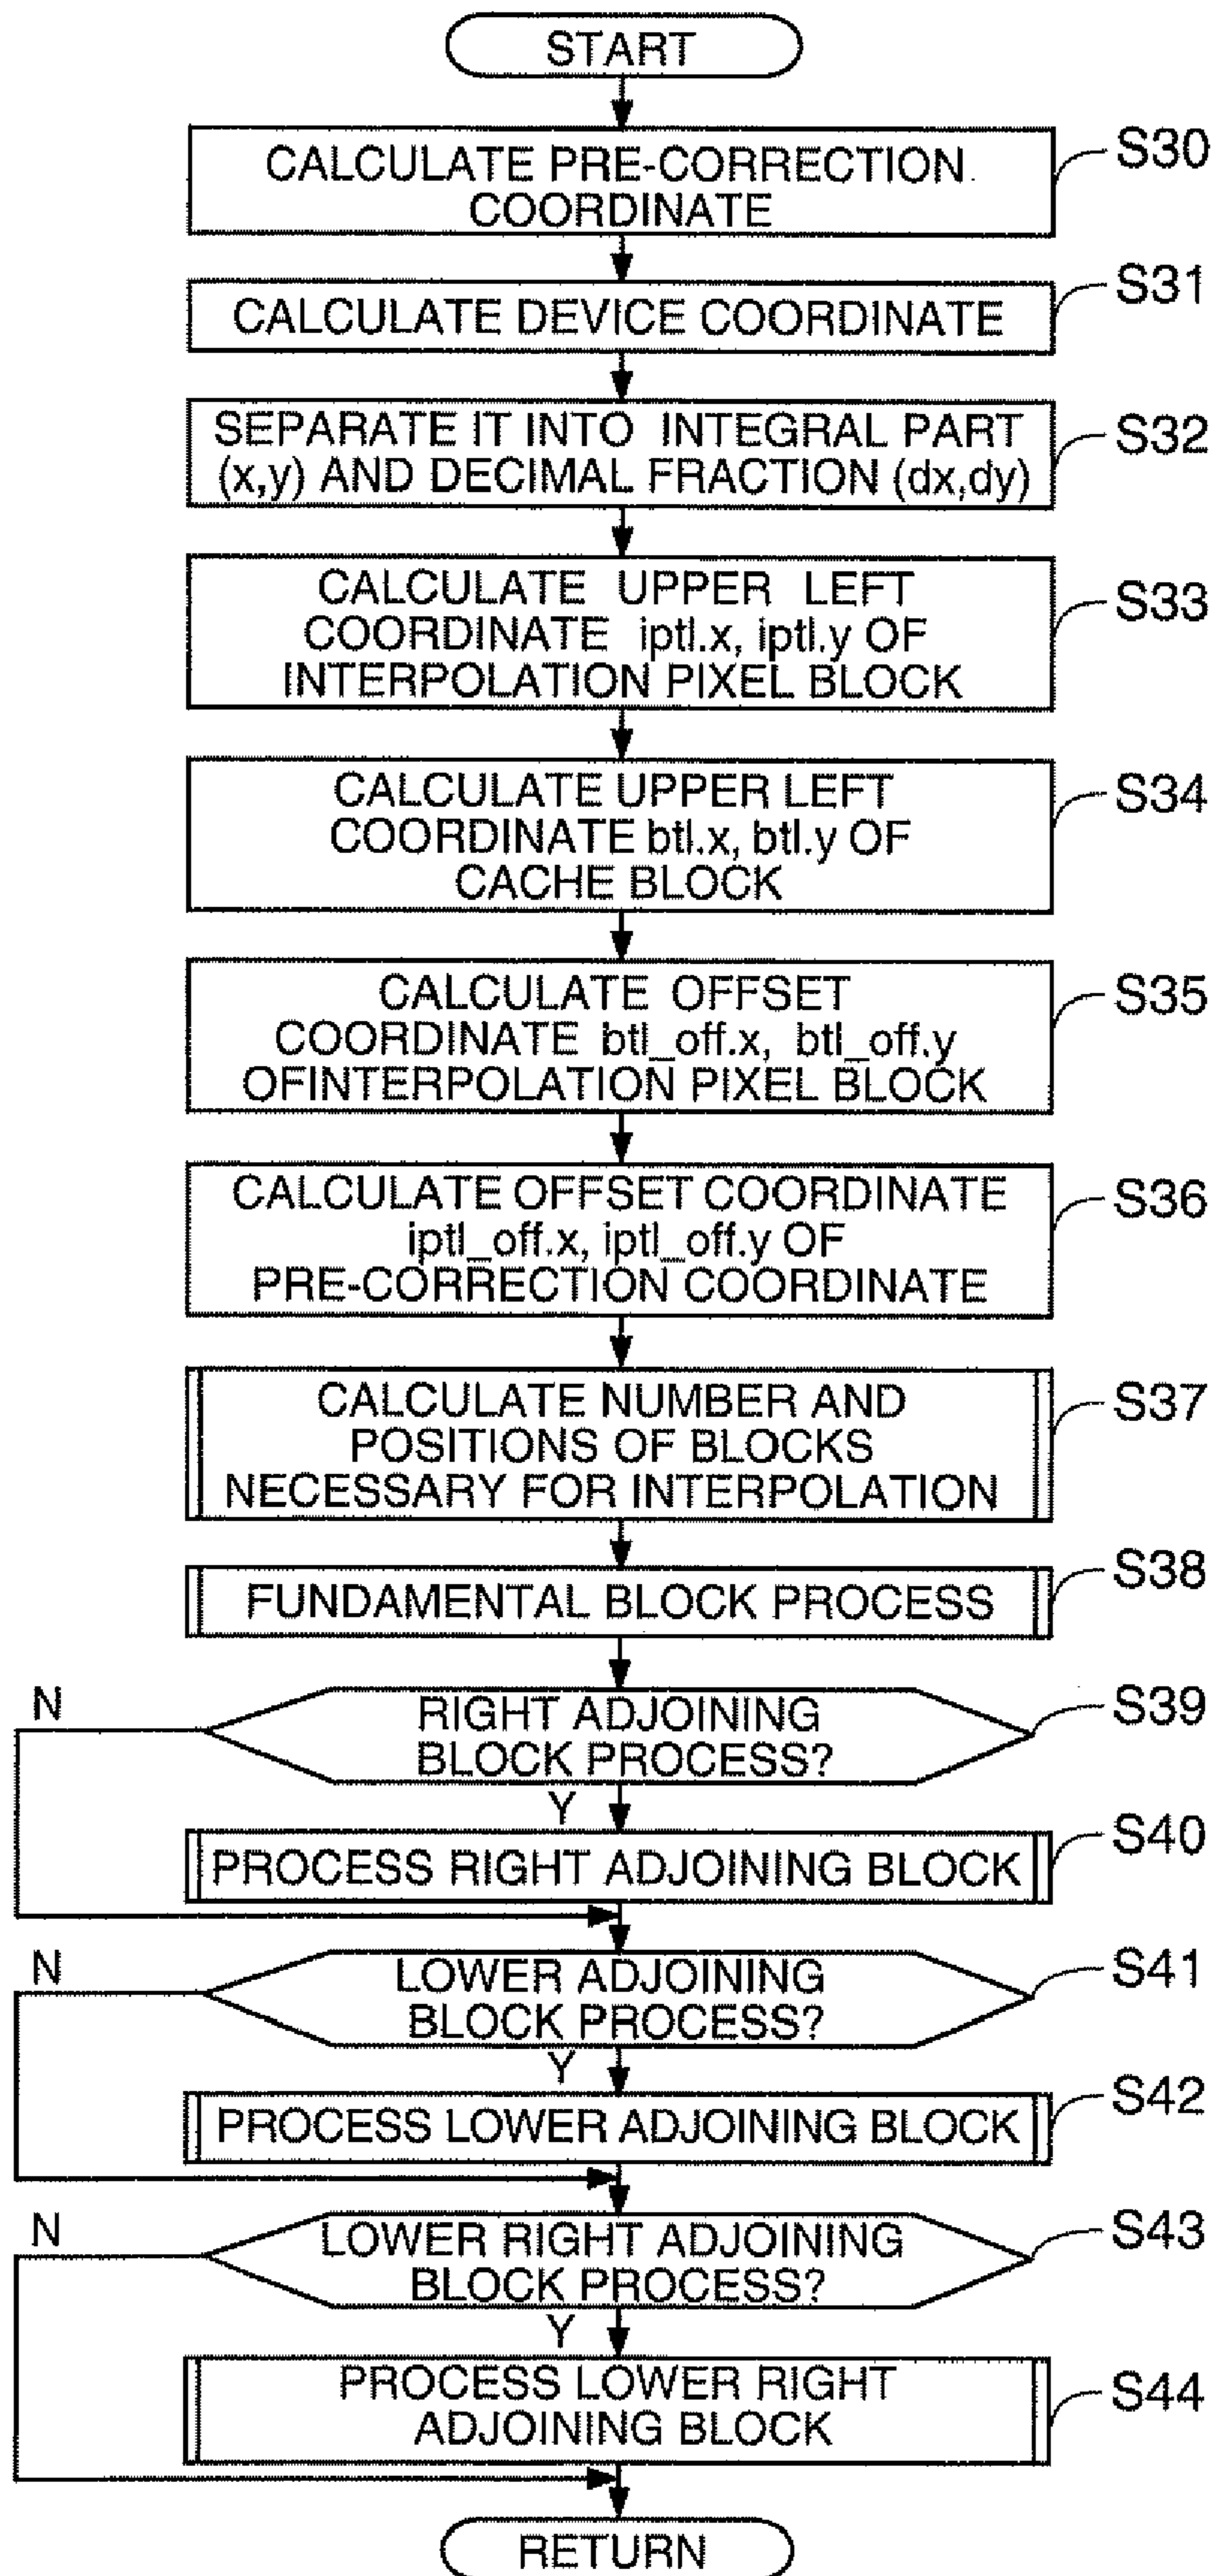 START
CALCULATE PRE-CORRECTION
COORDINATE
S30
CALCULATE DEVICE COORDINATE
S31
SEPARATE IT INTO INTEGRAL PART
(x,y) AND DECIMAL FRACTION (dx,dy)
S32
CALCULATE UPPER LEFT
COORDINATE iptl.x, iptl.y OF
INTERPOLATION PIXEL BLOCK
S33
CALCULATE UPPER LEFT
COORDINATE btl.x, btl.y OF
CACHE BLOCK
S34
CALCULATE OFFSET
COORDINATE btl_off.x, btl_off.y
OFINTERPOLATION PIXEL BLOCK
S35
CALCULATE OFFSET COORDINATE
iptl_off.x, iptl_off.y OF
PRE-CORRECTION COORDINATE
S36
CALCULATE NUMBER AND
POSITIONS OF BLOCKS
NECESSARY FOR INTERPOLATION
S37
FUNDAMENTAL BLOCK PROCESS
S38
N
RIGHT ADJOINING
BLOCK PROCESS?
S39
Y
PROCESS RIGHT ADJOINING BLOCK
S40
N
LOWER ADJOINING
BLOCK PROCESS?
S41
Y
PROCESS LOWER ADJOINING BLOCK
S42
N
LOWER RIGHT ADJOINING
BLOCK PROCESS?
S43
Y
PROCESS LOWER RIGHT
ADJOINING BLOCK
S44
RETURN